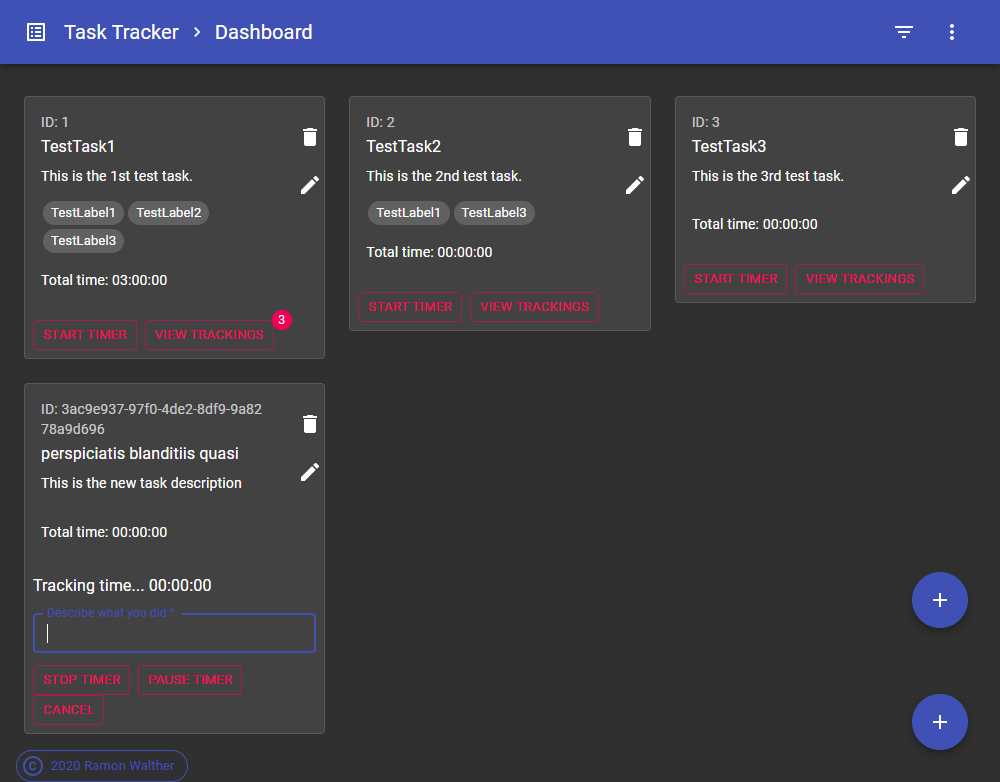 Task Tracker > Dashboard
ID: 1
TestTask1
This is the 1st test task.
TestLabel1 TestLabel2
TestLabel3
Total time: 03:00:00
START TIMER VIEW TRACKINGS 3
ID: 2
TestTask2
This is the 2nd test task.
TestLabel1 TestLabel3
Total time: 00:00:00
START TIMER VIEW TRACKINGS
ID: 3
TestTask3
This is the 3rd test task.
Total time: 00:00:00
START TIMER VIEW TRACKINGS
ID: 3ac9e937-97f0-4de2-8df9-9a82
78a9d696
perspiciatis blanditiis quasi
This is the new task description
Total time: 00:00:00
Tracking time... 00:00:00
Describe what you did *
STOP TIMER PAUSE TIMER
CANCEL
© 2020 Ramon Walther